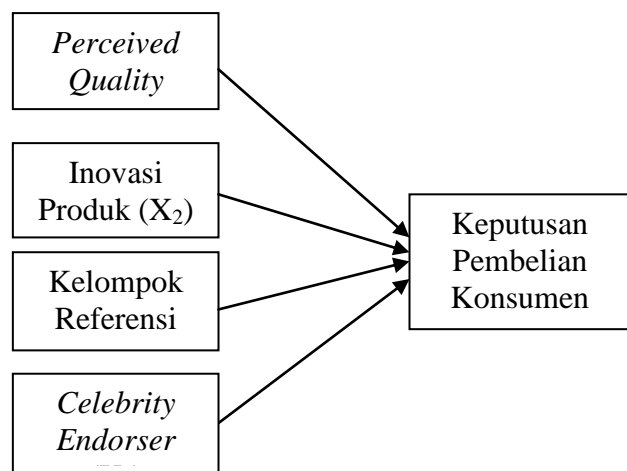 Perceived
Quality
Inovasi
Produk (X₂)
Kelompok
Referensi
Celebrity
Endorser
Keputusan
Pembelian
Konsumen